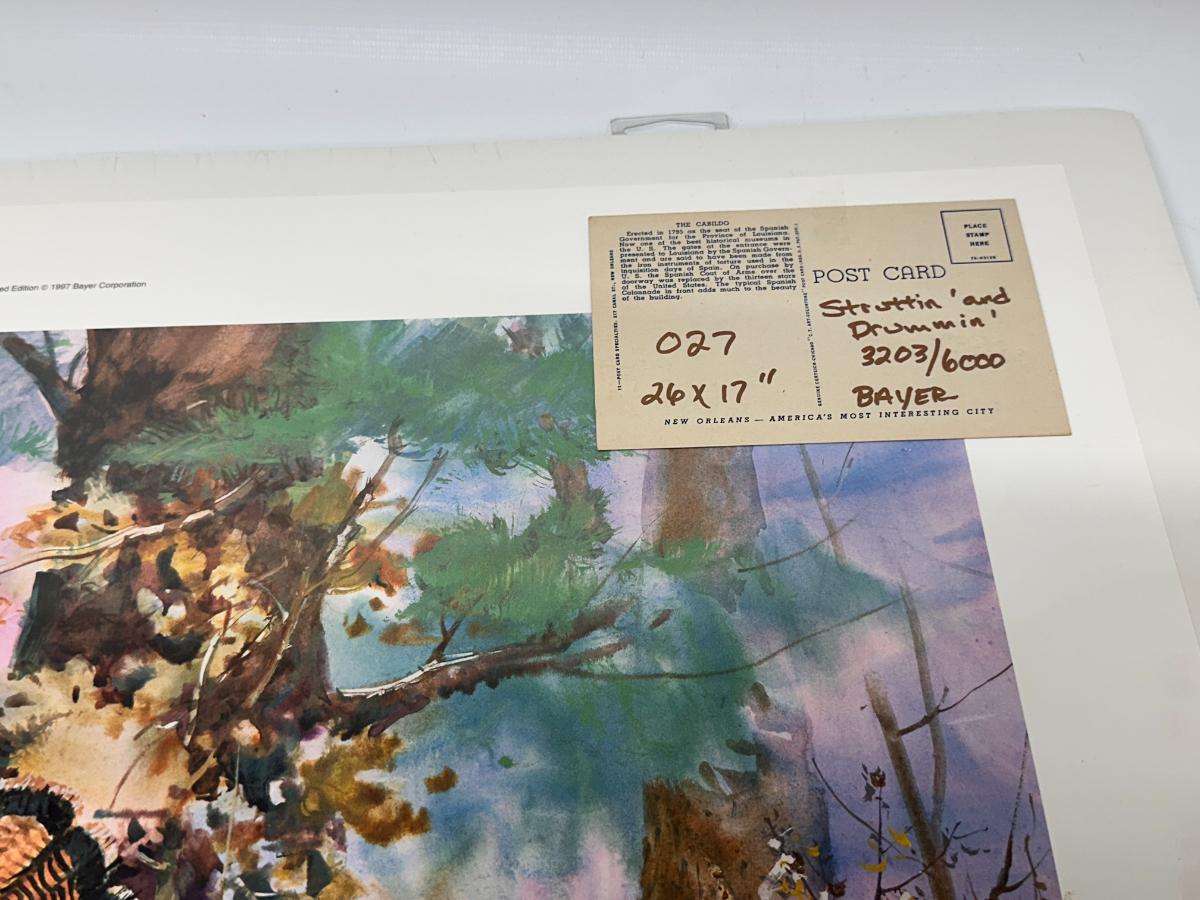 ed Edition © 1997 Bayer Corporation
THE CABILDO
Erected in 1795 as the seat of the Spanish
Government for the Province of Louisiana.
Now one of the best historical museums in
the U. S. The gates at the entrance were
presented to Louisiana by the Spanish Govern-
ment and are said to have been made from
the iron instruments of torture used in the
inquisition days of Spain. On purchase by
U. S. the Spanish Coat of Arms over the
doorway was replaced by the thirteen stars
of the United States. The typical Spanish
Colonnade in front adds much to the beauty
of the building.
027
26 x 17"
POST CARD
PLACE
STAMP
HERE
Struttin' and
Drummin'
3203/6000
BAYER
NEW ORLEANS — AMERICA'S MOST INTERESTING CITY